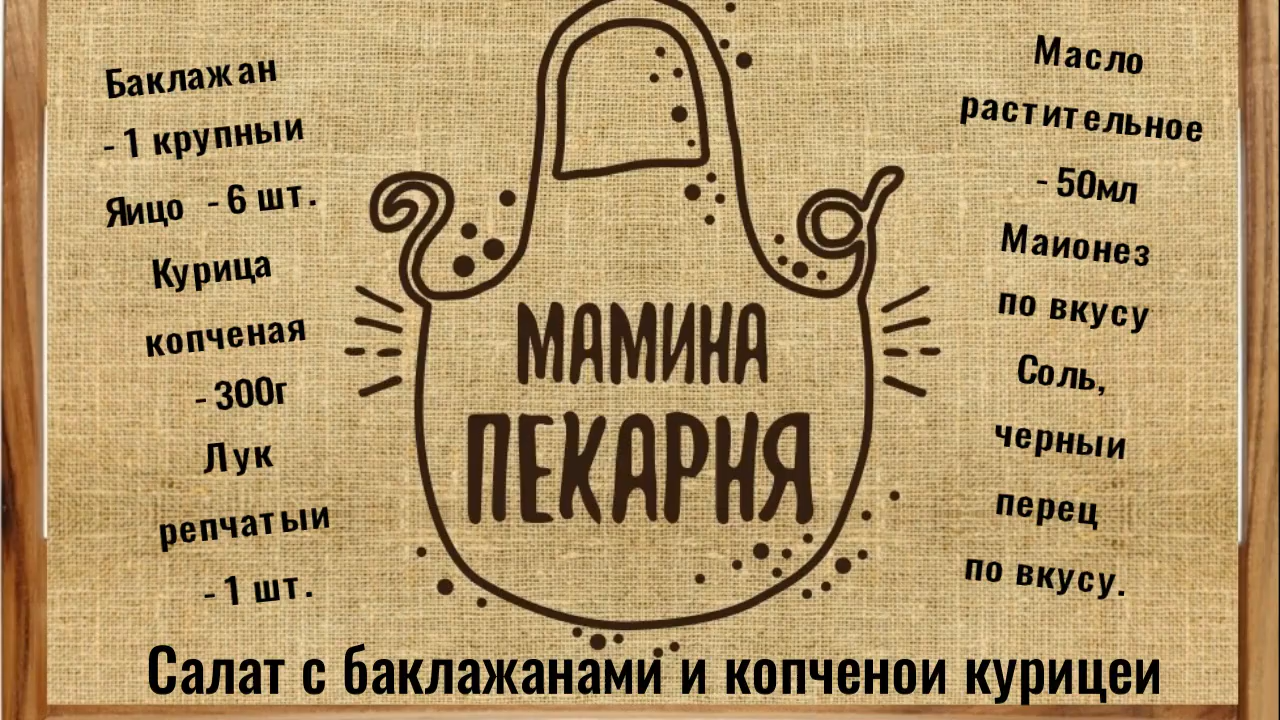 Баклажан
- 1 крупныи
Яицо - 6 шт.
Курица
копченая
- 300г
Лук
репчатыи
- 1 шт.
МАМИНА
ПЕКАРНЯ
Масло
растительное
- 50мл
Маионез
по вкусу
Соль,
черныи
перец
по вкусу.
Салат с баклажанами и копченои курицеи